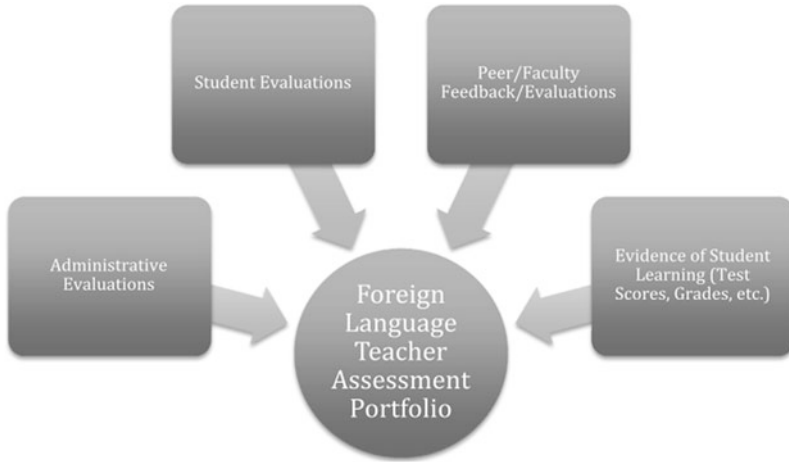 Student Evaluations
Peer/Faculty
Feedback/Evaluations
Administrative
Evaluations
Evidence of Student
Learning (Test
Scores, Grades, etc.)
Foreign
Language
Teacher
Assessment
Portfolio